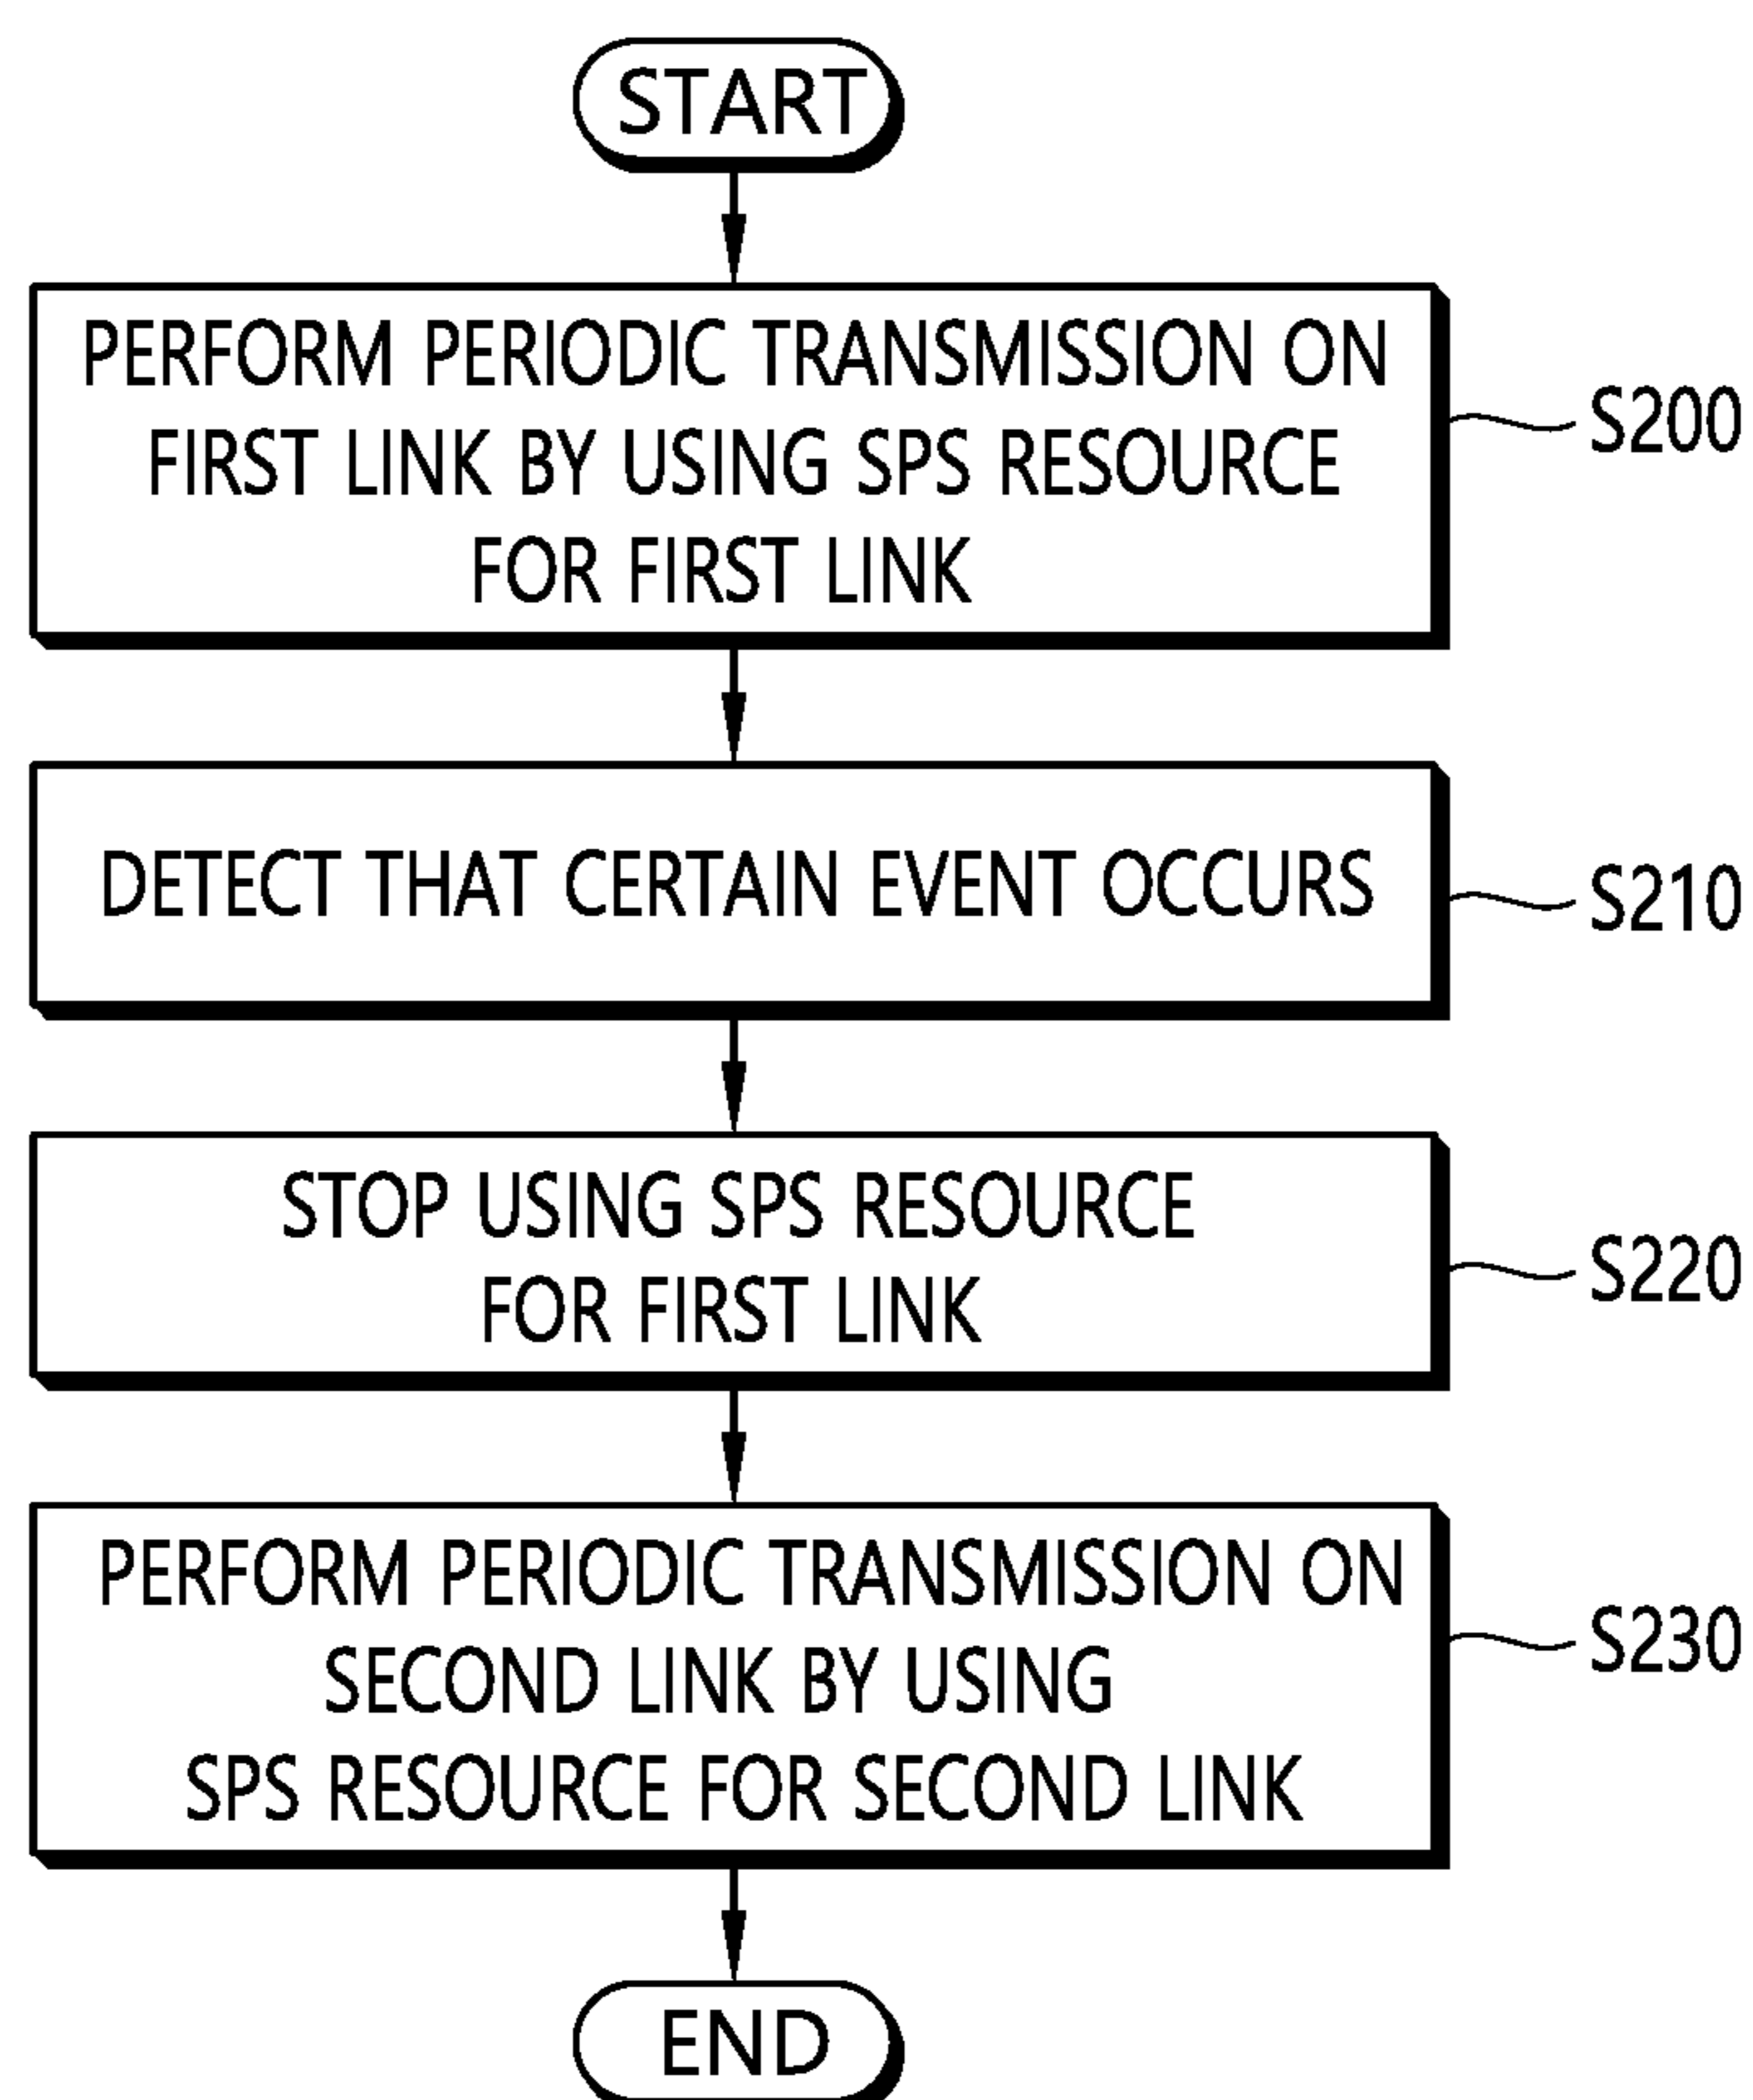 START
PERFORM PERIODIC TRANSMISSION ON
FIRST LINK BY USING SPS RESOURCE
FOR FIRST LINK
S200
DETECT THAT CERTAIN EVENT OCCURS
S210
STOP USING SPS RESOURCE
FOR FIRST LINK
S220
PERFORM PERIODIC TRANSMISSION ON
SECOND LINK BY USING
SPS RESOURCE FOR SECOND LINK
S230
END